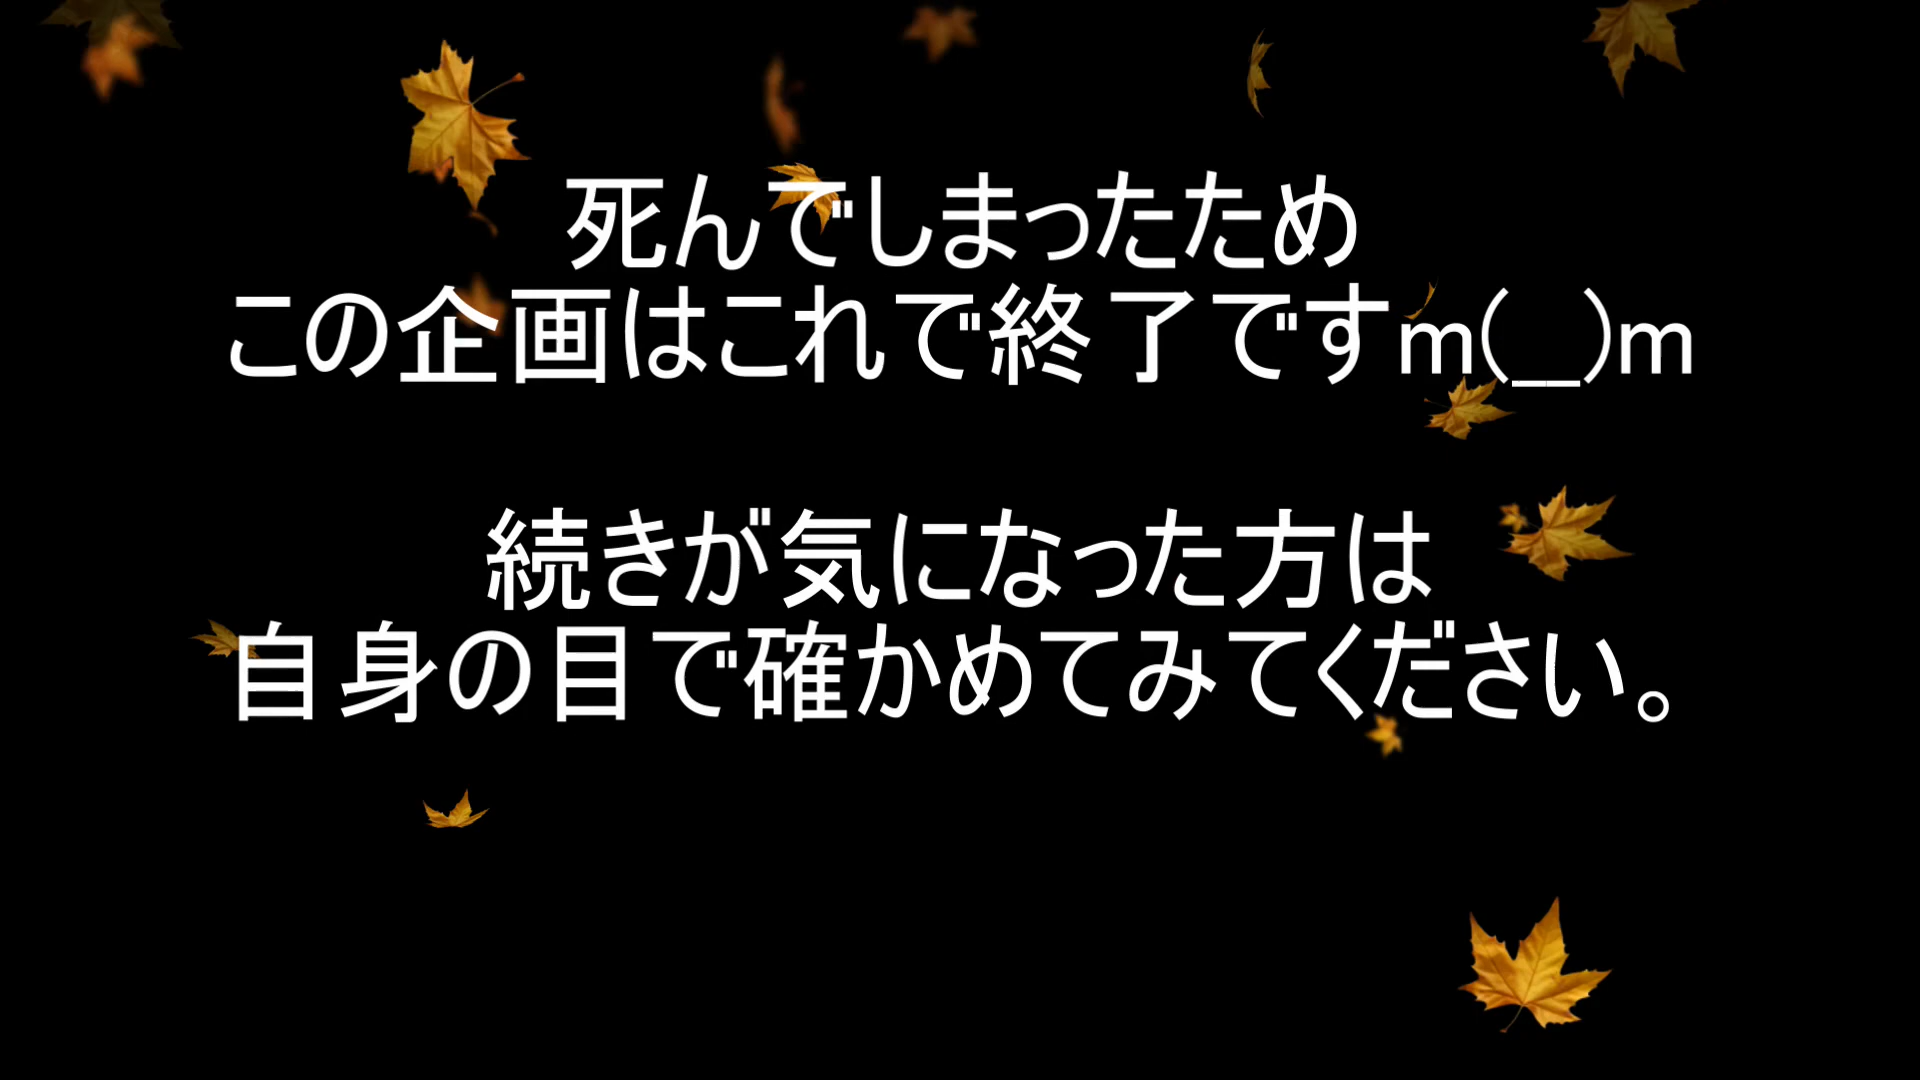 死んでしまったため
この企画はこれで終了ですm(__)m
続きが気になった方は
自身の目で確かめてみてください。